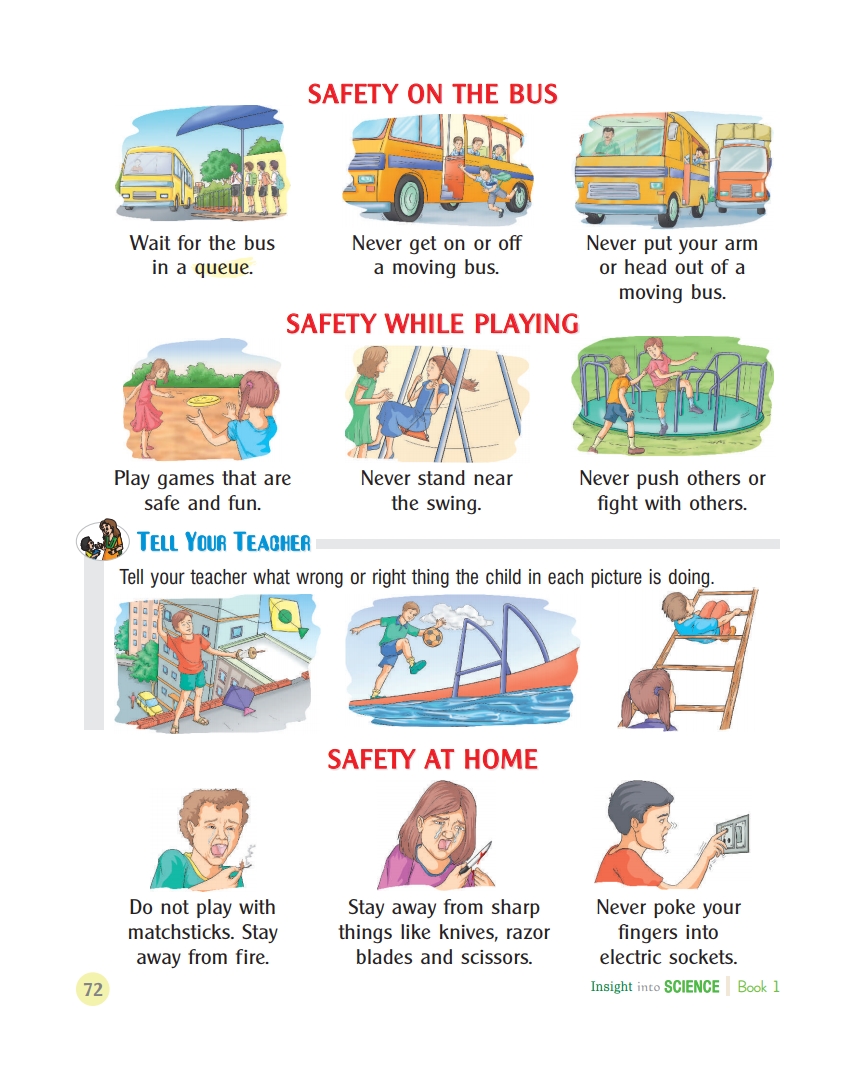 SAFETY ON THE BUS
Wait for the bus
in a queue.
Never get on or off
a moving bus.
Never put your arm
or head out of a
moving bus.
SAFETY WHILE PLAYING
Play games that are
safe and fun.
Never stand near
the swing.
Never push others or
fight with others.
TELL YOUR TEACHER
Tell your teacher what wrong or right thing the child in each picture is doing.
SAFETY AT HOME
Do not play with
matchsticks. Stay
away from fire.
Stay away from sharp
things like knives, razor
blades and scissors.
Never poke your
fingers into
electric sockets.
72
Insight into SCIENCE Book 1